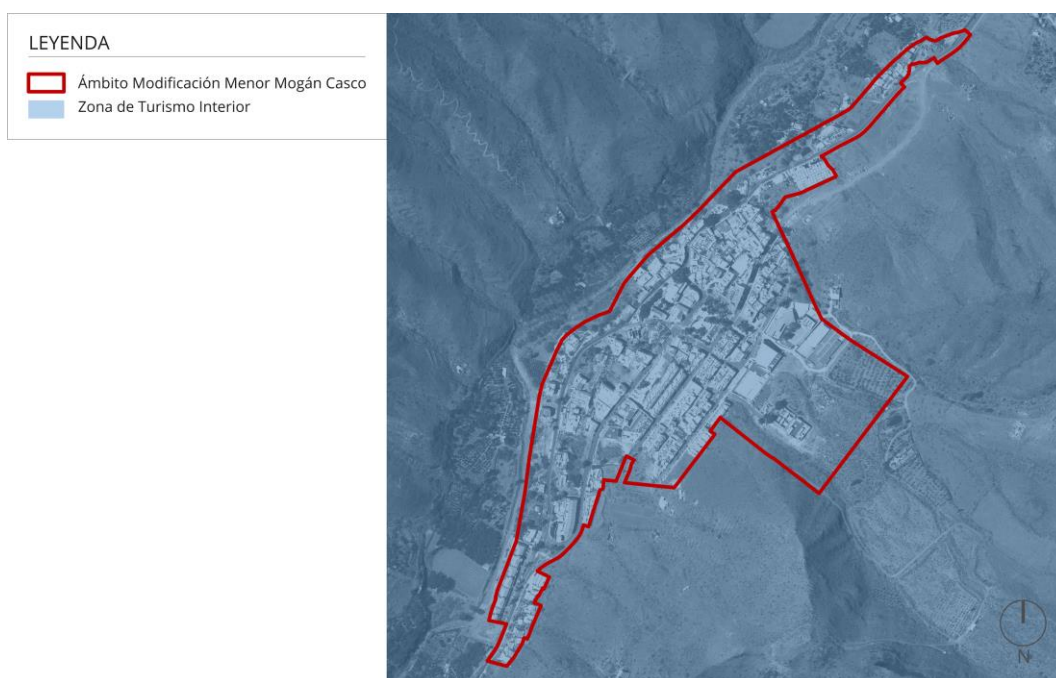 LEYENDA
Ámbito Modificación Menor Mogán Casco
Zona de Turismo Interior
N